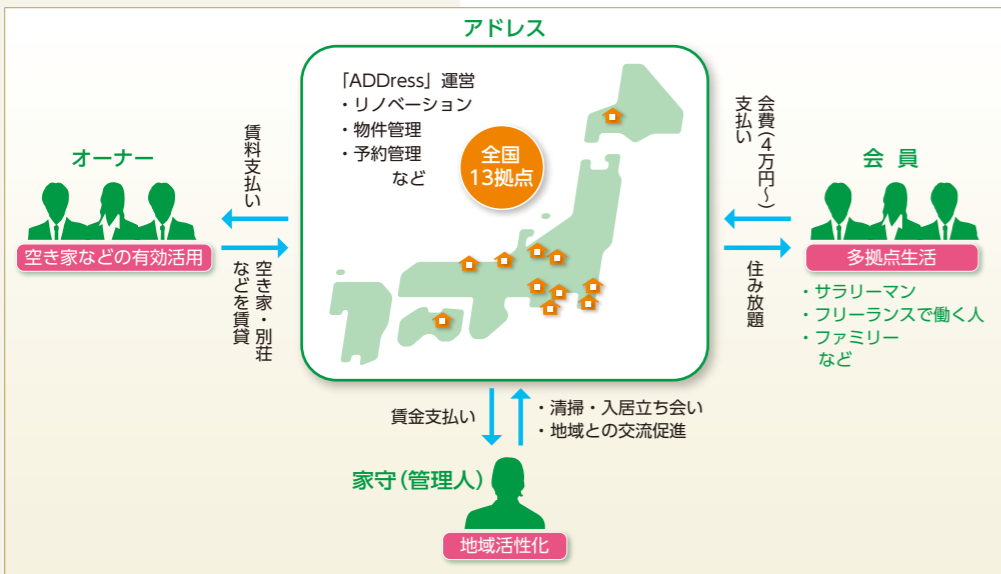 アドレス
「ADDress」運営
・リノベーション
・物件管理
・予約管理
など
全国
13拠点
オーナー
空き家などの有効活用
賃料支払い
空き家・別荘
などを賃貸
会費(4万円〜)
支払い
住み放題
会 員
多拠点生活
・サラリーマン
・フリーランスで働く人
・ファミリー
など
賃金支払い
・清掃・入居立ち会い
・地域との交流促進
家守(管理人)
地域活性化